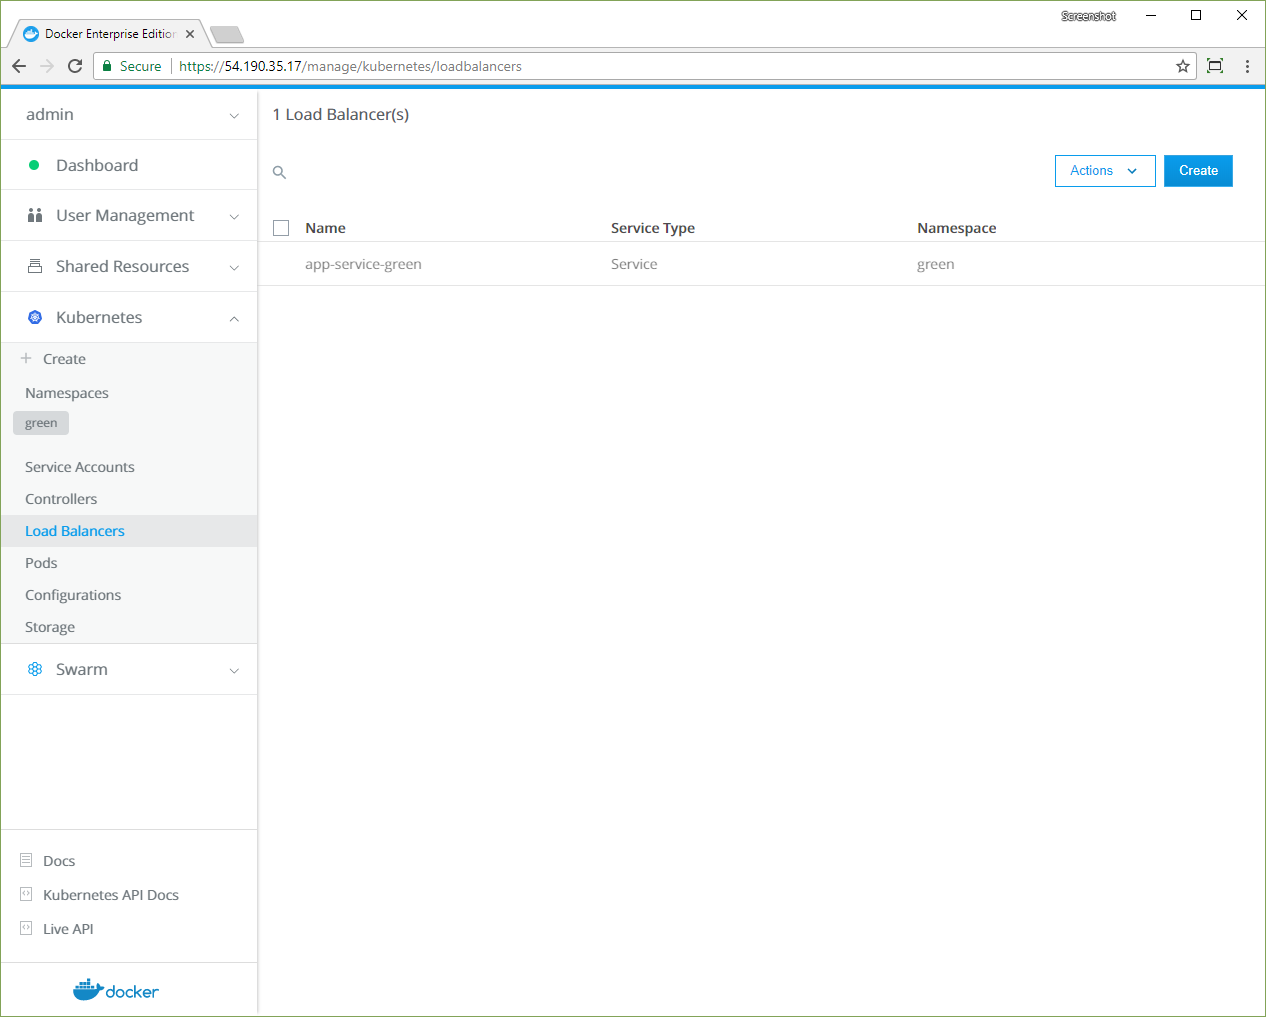 Screenshot
Docker Enterprise Edition
Secure
https://54.190.35.17/manage/kubernetes/loadbalancers
admin
Dashboard
User Management
Shared Resources
Kubernetes
Create
Namespaces
green
Service Accounts
Controllers
Load Balancers
Pods
Configurations
Storage
Swarm
Docs
Kubernetes API Docs
Live API
docker
1 Load Balancer(s)
Actions
Create
Name Service Type Namespace
app-service-green Service green